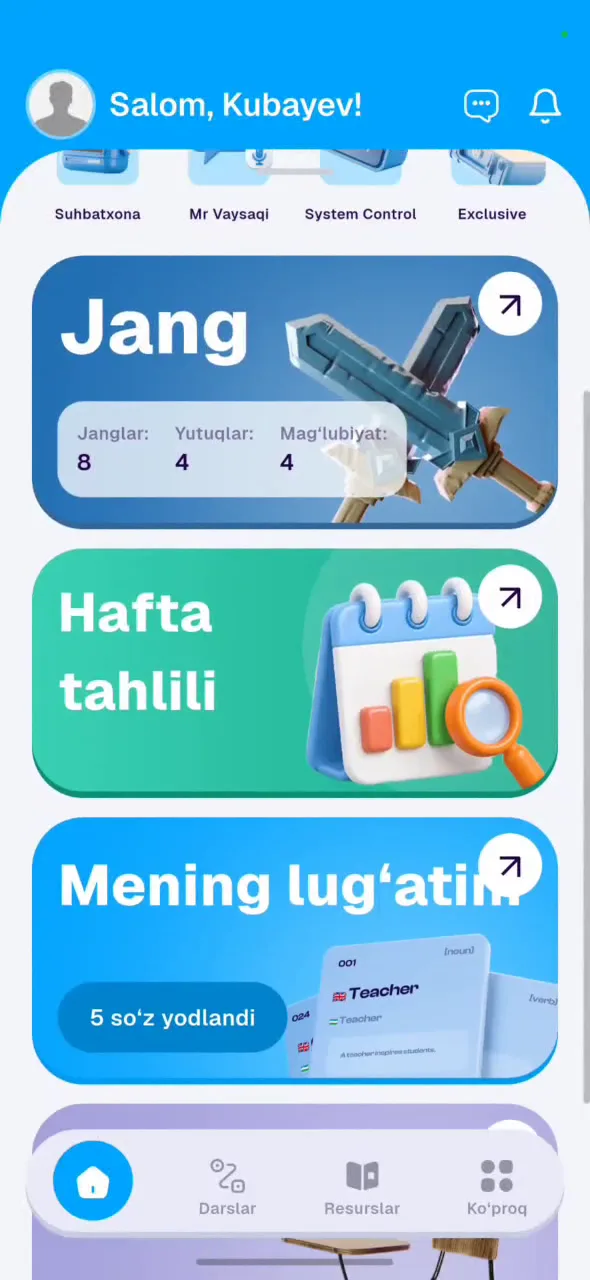 Salom, Kubayev!
Suhbatxona
Mr Vaysaqi
System Control
Exclusive
Jang
Janglar: Yutuqlar: Mag‘lubiyat:
8 4 4
Hafta
tahlili
Mening lug‘atim
001 [noun]
Teacher
Teacher
A teacher inspires students.
024
[verb]
5 so‘z yodlandi
Darslar
Resurslar
Ko‘proq